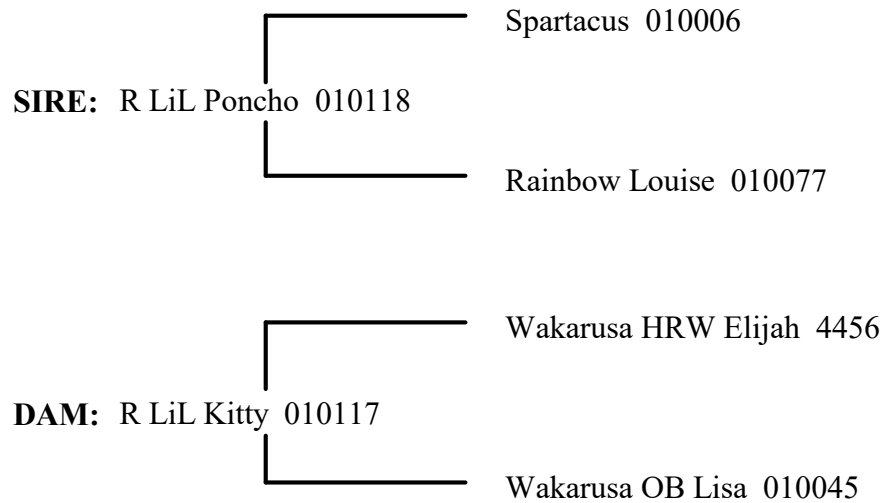 Spartacus 010006
SIRE: R LiL Poncho 010118
Rainbow Louise 010077
Wakarusa HRW Elijah 4456
DAM: R LiL Kitty 010117
Wakarusa OB Lisa 010045